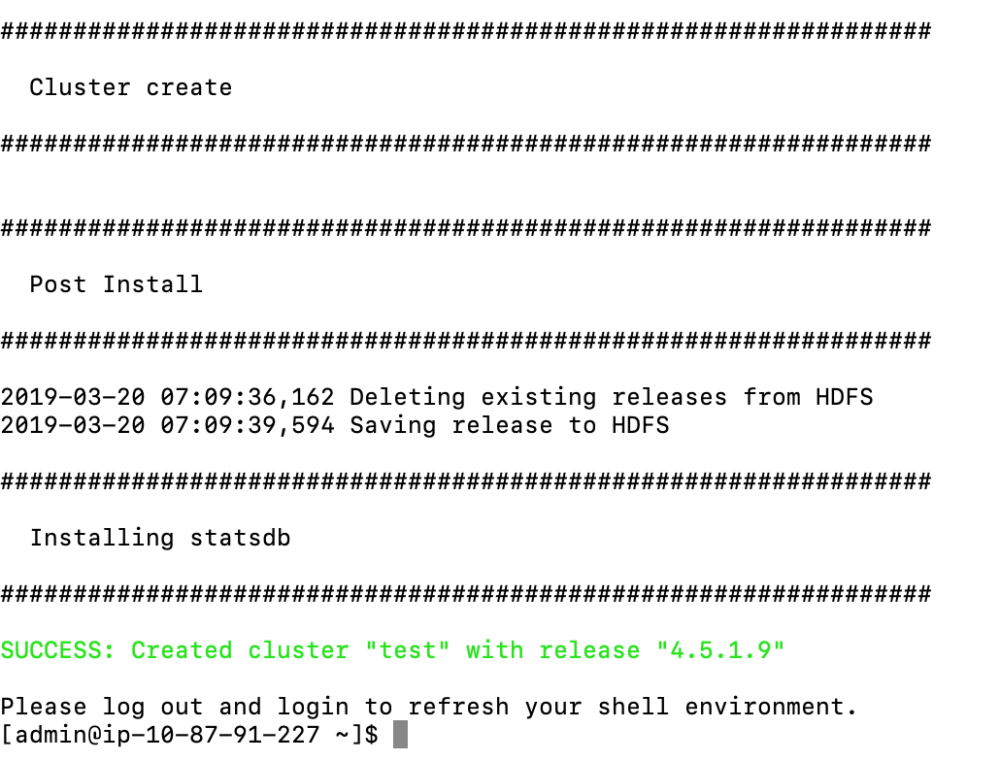 ################################################################
Cluster create
################################################################
################################################################
Post Install
################################################################
2019-03-20 07:09:36,162 Deleting existing releases from HDFS
2019-03-20 07:09:39,594 Saving release to HDFS
################################################################
Installing statsdb
################################################################
SUCCESS: Created cluster "test" with release "4.5.1.9"
Please log out and login to refresh your shell environment.
[admin@ip-10-87-91-227 ~]$